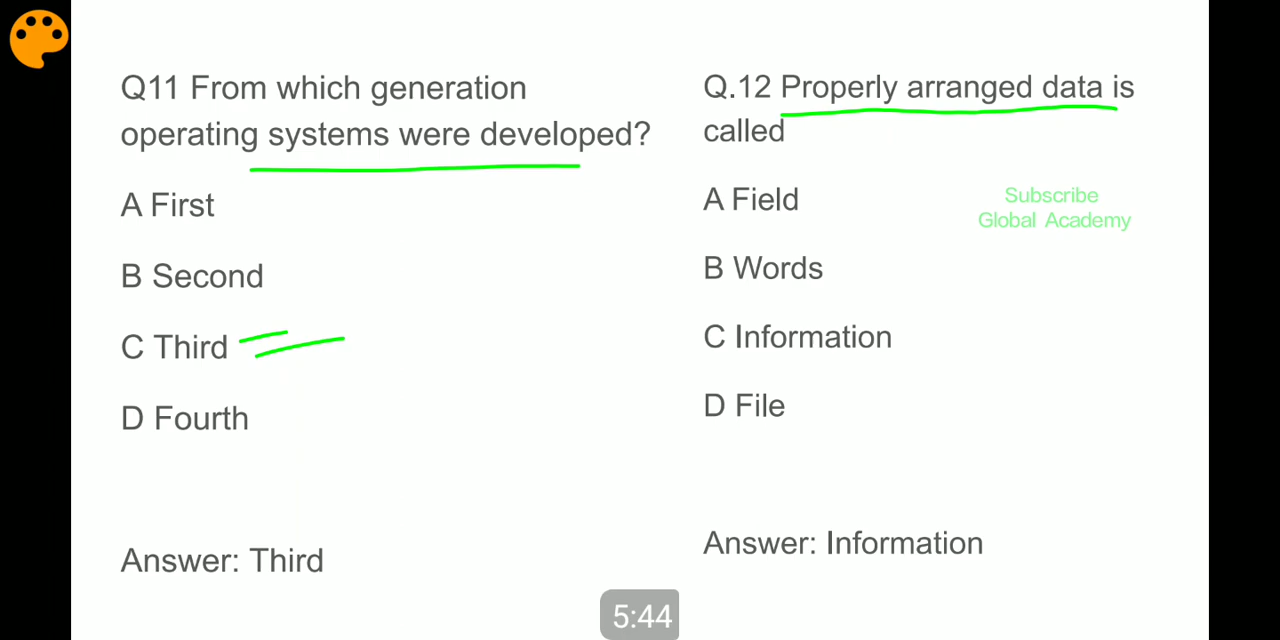 Q11 From which generation
operating systems were developed?
A First
B Second
C Third
D Fourth
Answer: Third
Q.12 Properly arranged data is
called
A Field
B Words
C Information
D File
Answer: Information
Subscribe
Global Academy
5:44